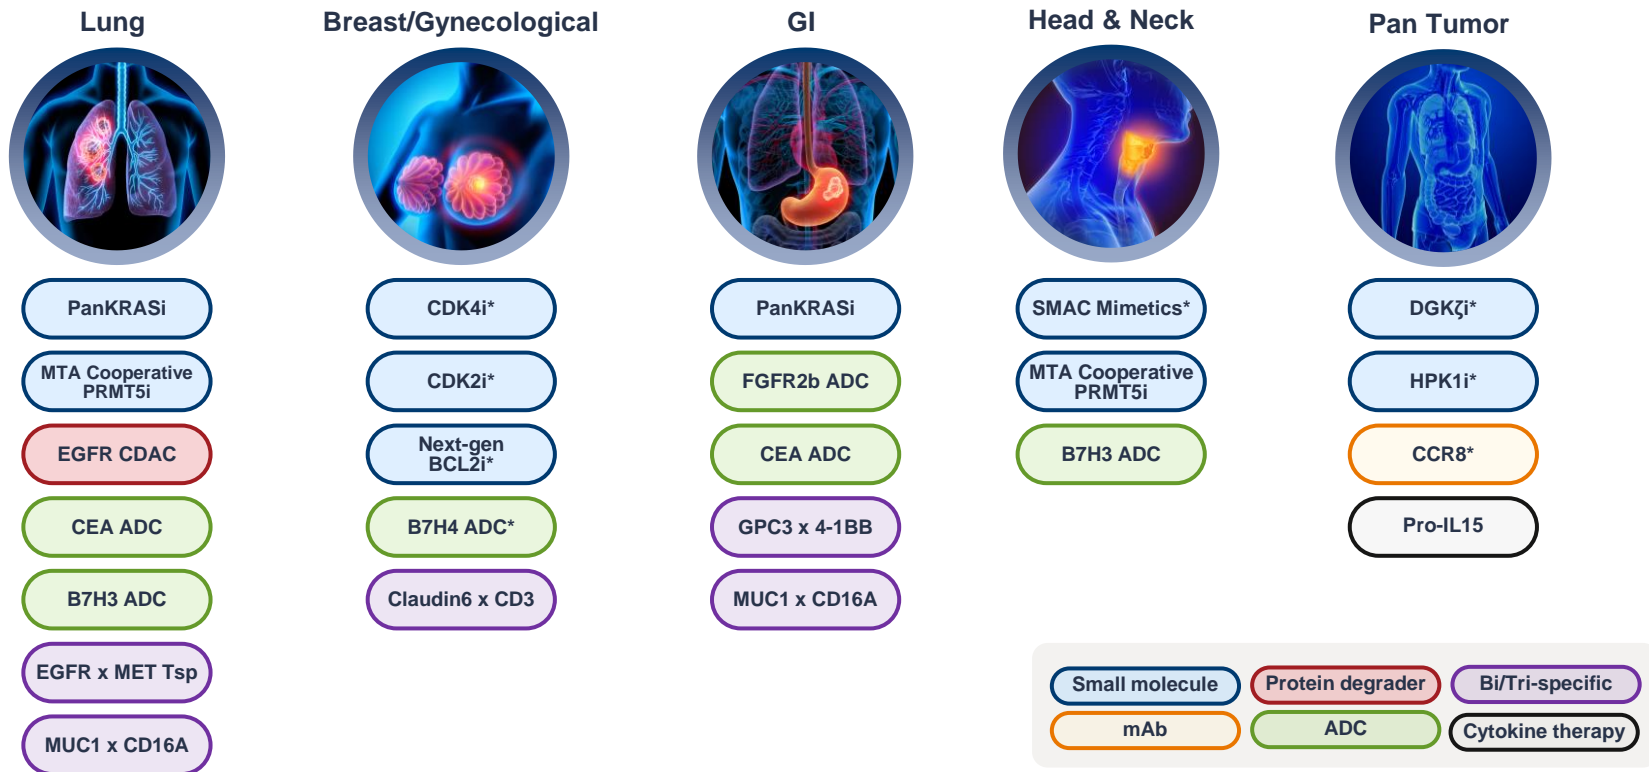 Lung
PanKRASi
MTA Cooperative
PRMT5i
EGFR CDAC
CEA ADC
B7H3 ADC
EGFR x MET Tsp
MUC1 x CD16A
Breast/Gynecological
CDK4i*
CDK2i*
Next-gen
BCL2i*
B7H4 ADC*
Claudin6 x CD3
GI
PanKRASi
FGFR2b ADC
CEA ADC
GPC3 x 4-1BB
MUC1 x CD16A
Head & Neck
SMAC Mimetics*
MTA Cooperative
PRMT5i
B7H3 ADC
Pan Tumor
DGKζi*
HPK1i*
CCR8*
Pro-IL15
Small molecule
Protein degrader
Bi/Tri-specific
mAb
ADC
Cytokine therapy